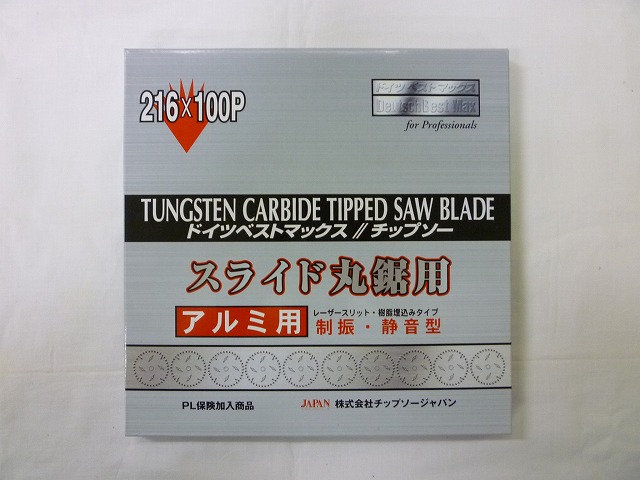 216×100P
ドイツベストマックス
DeutschBest Max
for Professionals
TUNGSTEN CARBIDE TIPPED SAW BLADE
ドイツベストマックス // チップソー
スライド丸鋸用
アルミ用
レーザースリット・樹脂埋込みタイプ
制振・静音型
PL保険加入商品
JAPAN 株式会社チップソージャパン